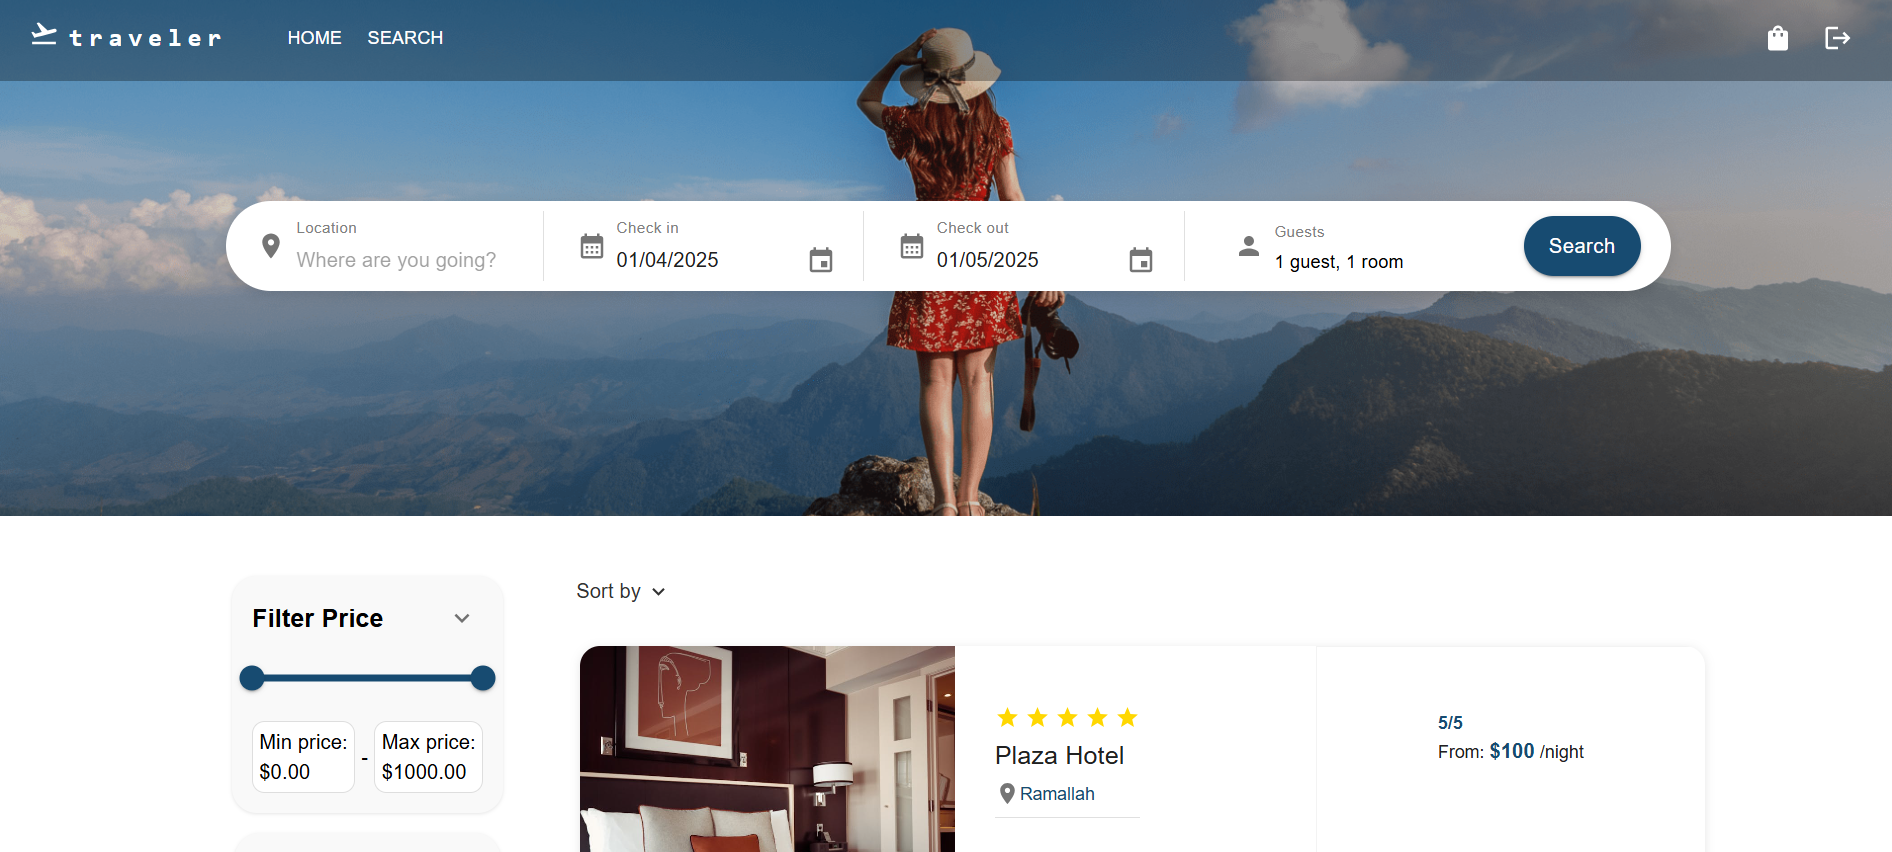 traveler HOME SEARCH
Location
Where are you going?
Check in
01/04/2025
Check out
01/05/2025
Guests
1 guest, 1 room
Search
Filter Price
Min price:
$0.00
-
Max price:
$1000.00
Sort by
Plaza Hotel
Ramallah
5/5
From: $100 /night